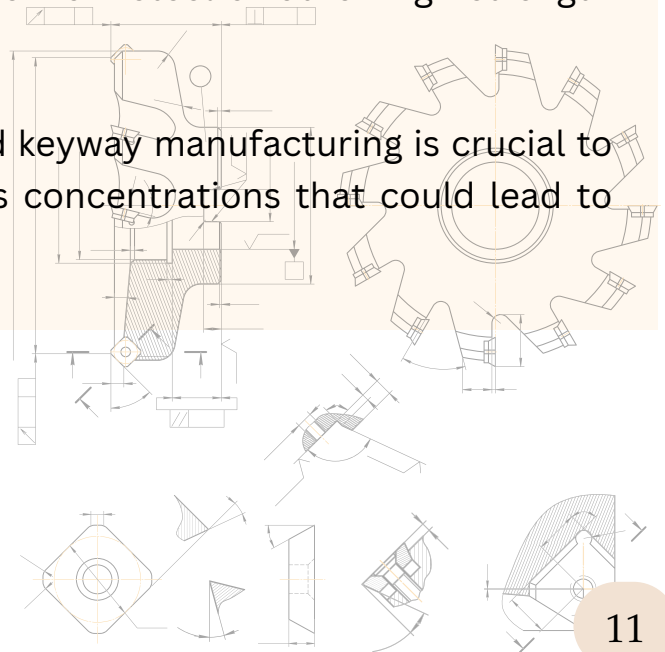 keyway manufacturing is crucial to
concentrations that could lead to
11